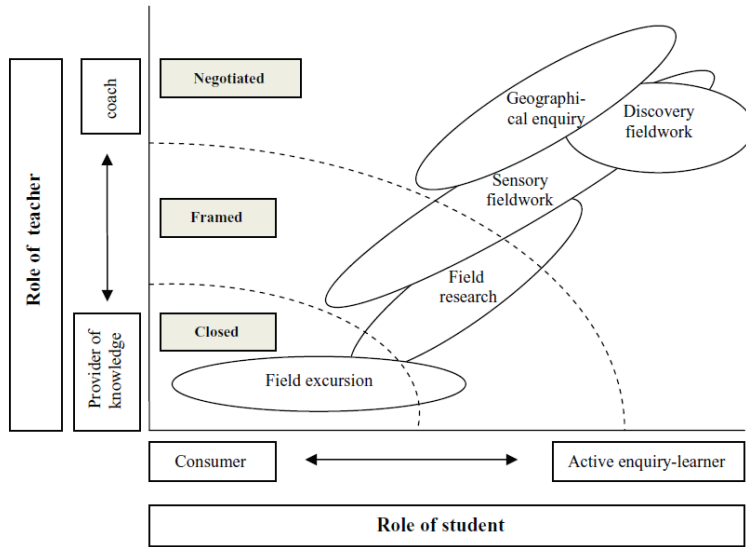 Role of teacher
coach
Provider of
knowledge
Negotiated
Framed
Closed
Geographi-
cal enquiry
Discovery
fieldwork
Sensory
fieldwork
Field
research
Field excursion
Consumer
Active enquiry-learner
Role of student